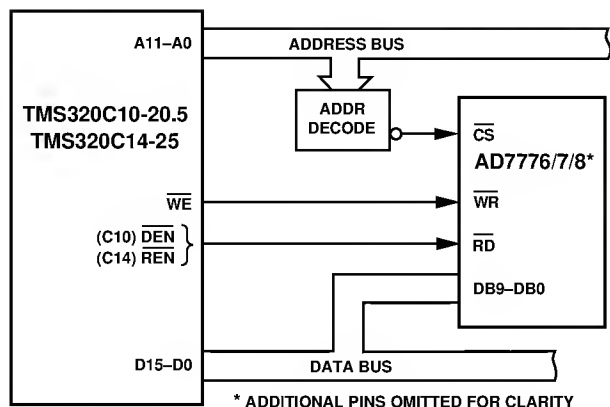 A11–A0
ADDRESS BUS
TMS320C10-20.5
TMS320C14-25
ADDR
DECODE
CS
AD7776/7/8*
WE
WR
(C10) DEN
(C14) REN
RD
DB9–DB0
D15–D0
DATA BUS
* ADDITIONAL PINS OMITTED FOR CLARITY